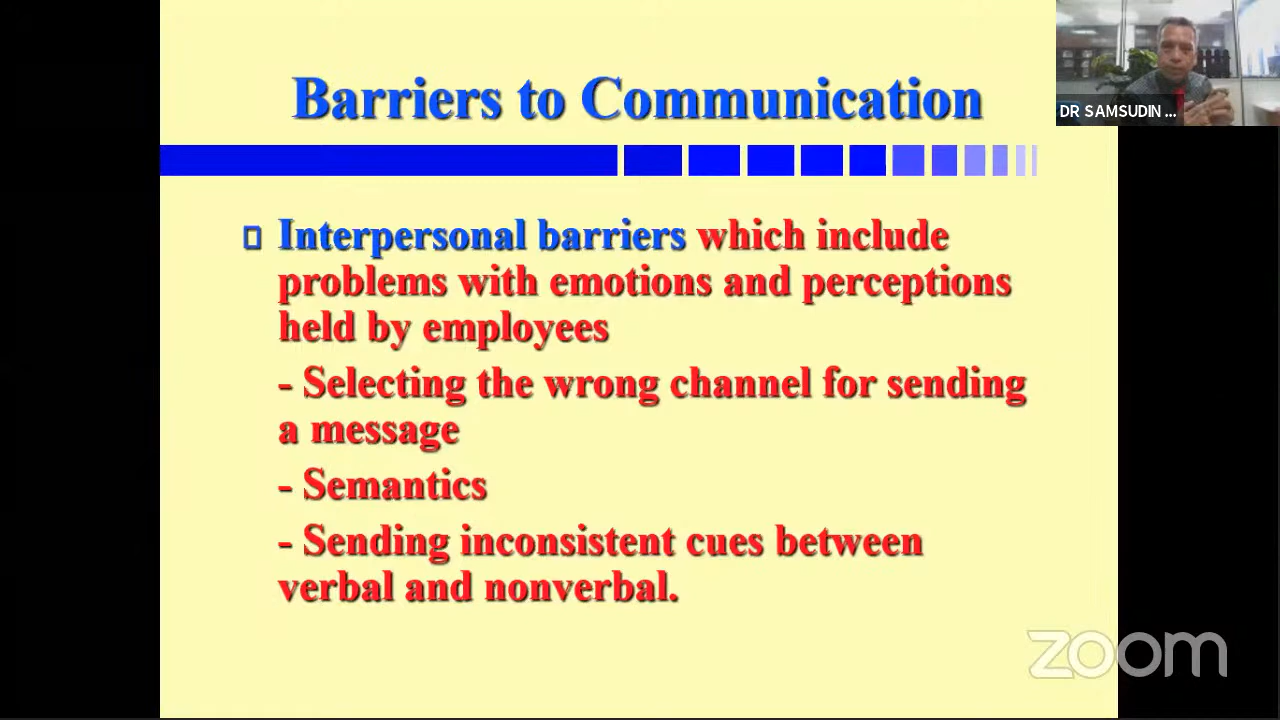 Barriers to Communication
DR SAMSUDIN ...
Interpersonal barriers which include
problems with emotions and perceptions
held by employees
- Selecting the wrong channel for sending
a message
- Semantics
- Sending inconsistent cues between
verbal and nonverbal.
zoom